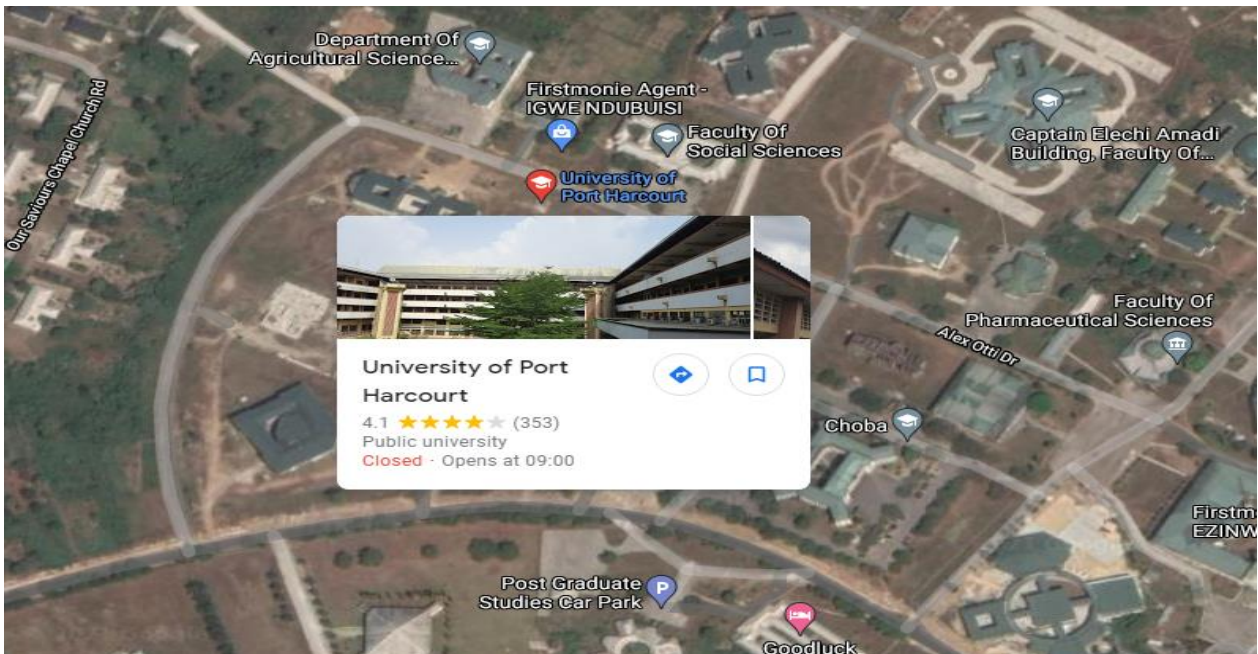 Department Of
Agricultural Science...
Firstmonie Agent -
IGWE NDUBUISI
Faculty Of
Social Sciences
Captain Elechi Amadi
Building, Faculty Of...
Our Saviours Chapel Church Rd
University of
Port Harcourt
Faculty Of
Pharmaceutical Sciences
Alex Otti Dr
University of Port
Harcourt
4.1 (353)
Public university
Closed · Opens at 09:00
Choba
Firstm
EZINW
Post Graduate
Studies Car Park
P
Goodluck